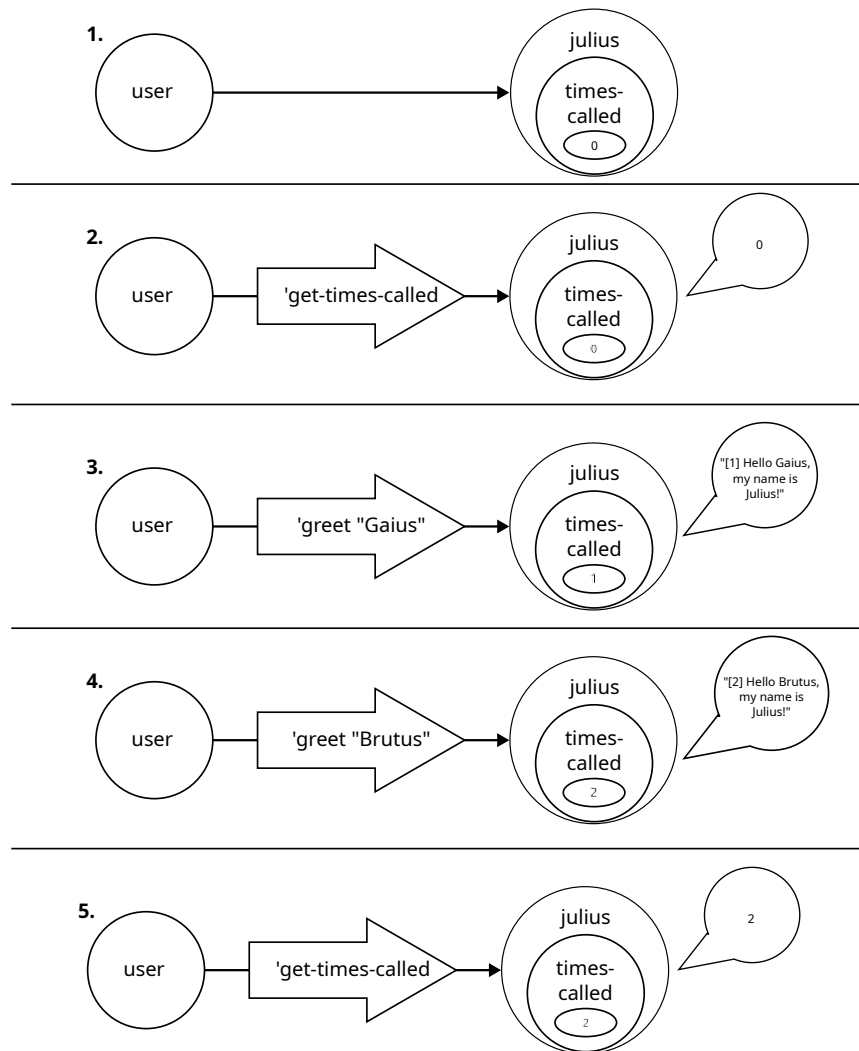 1.
user
julius
times-
called
0
2.
user
'get-times-called
julius
times-
called
0
0
3.
user
'greet "Gaius"
julius
times-
called
1
"[1] Hello Gaius,
my name is
Julius!"
4.
user
'greet "Brutus"
julius
times-
called
2
"[2] Hello Brutus,
my name is
Julius!"
5.
user
'get-times-called
julius
times-
called
2
2